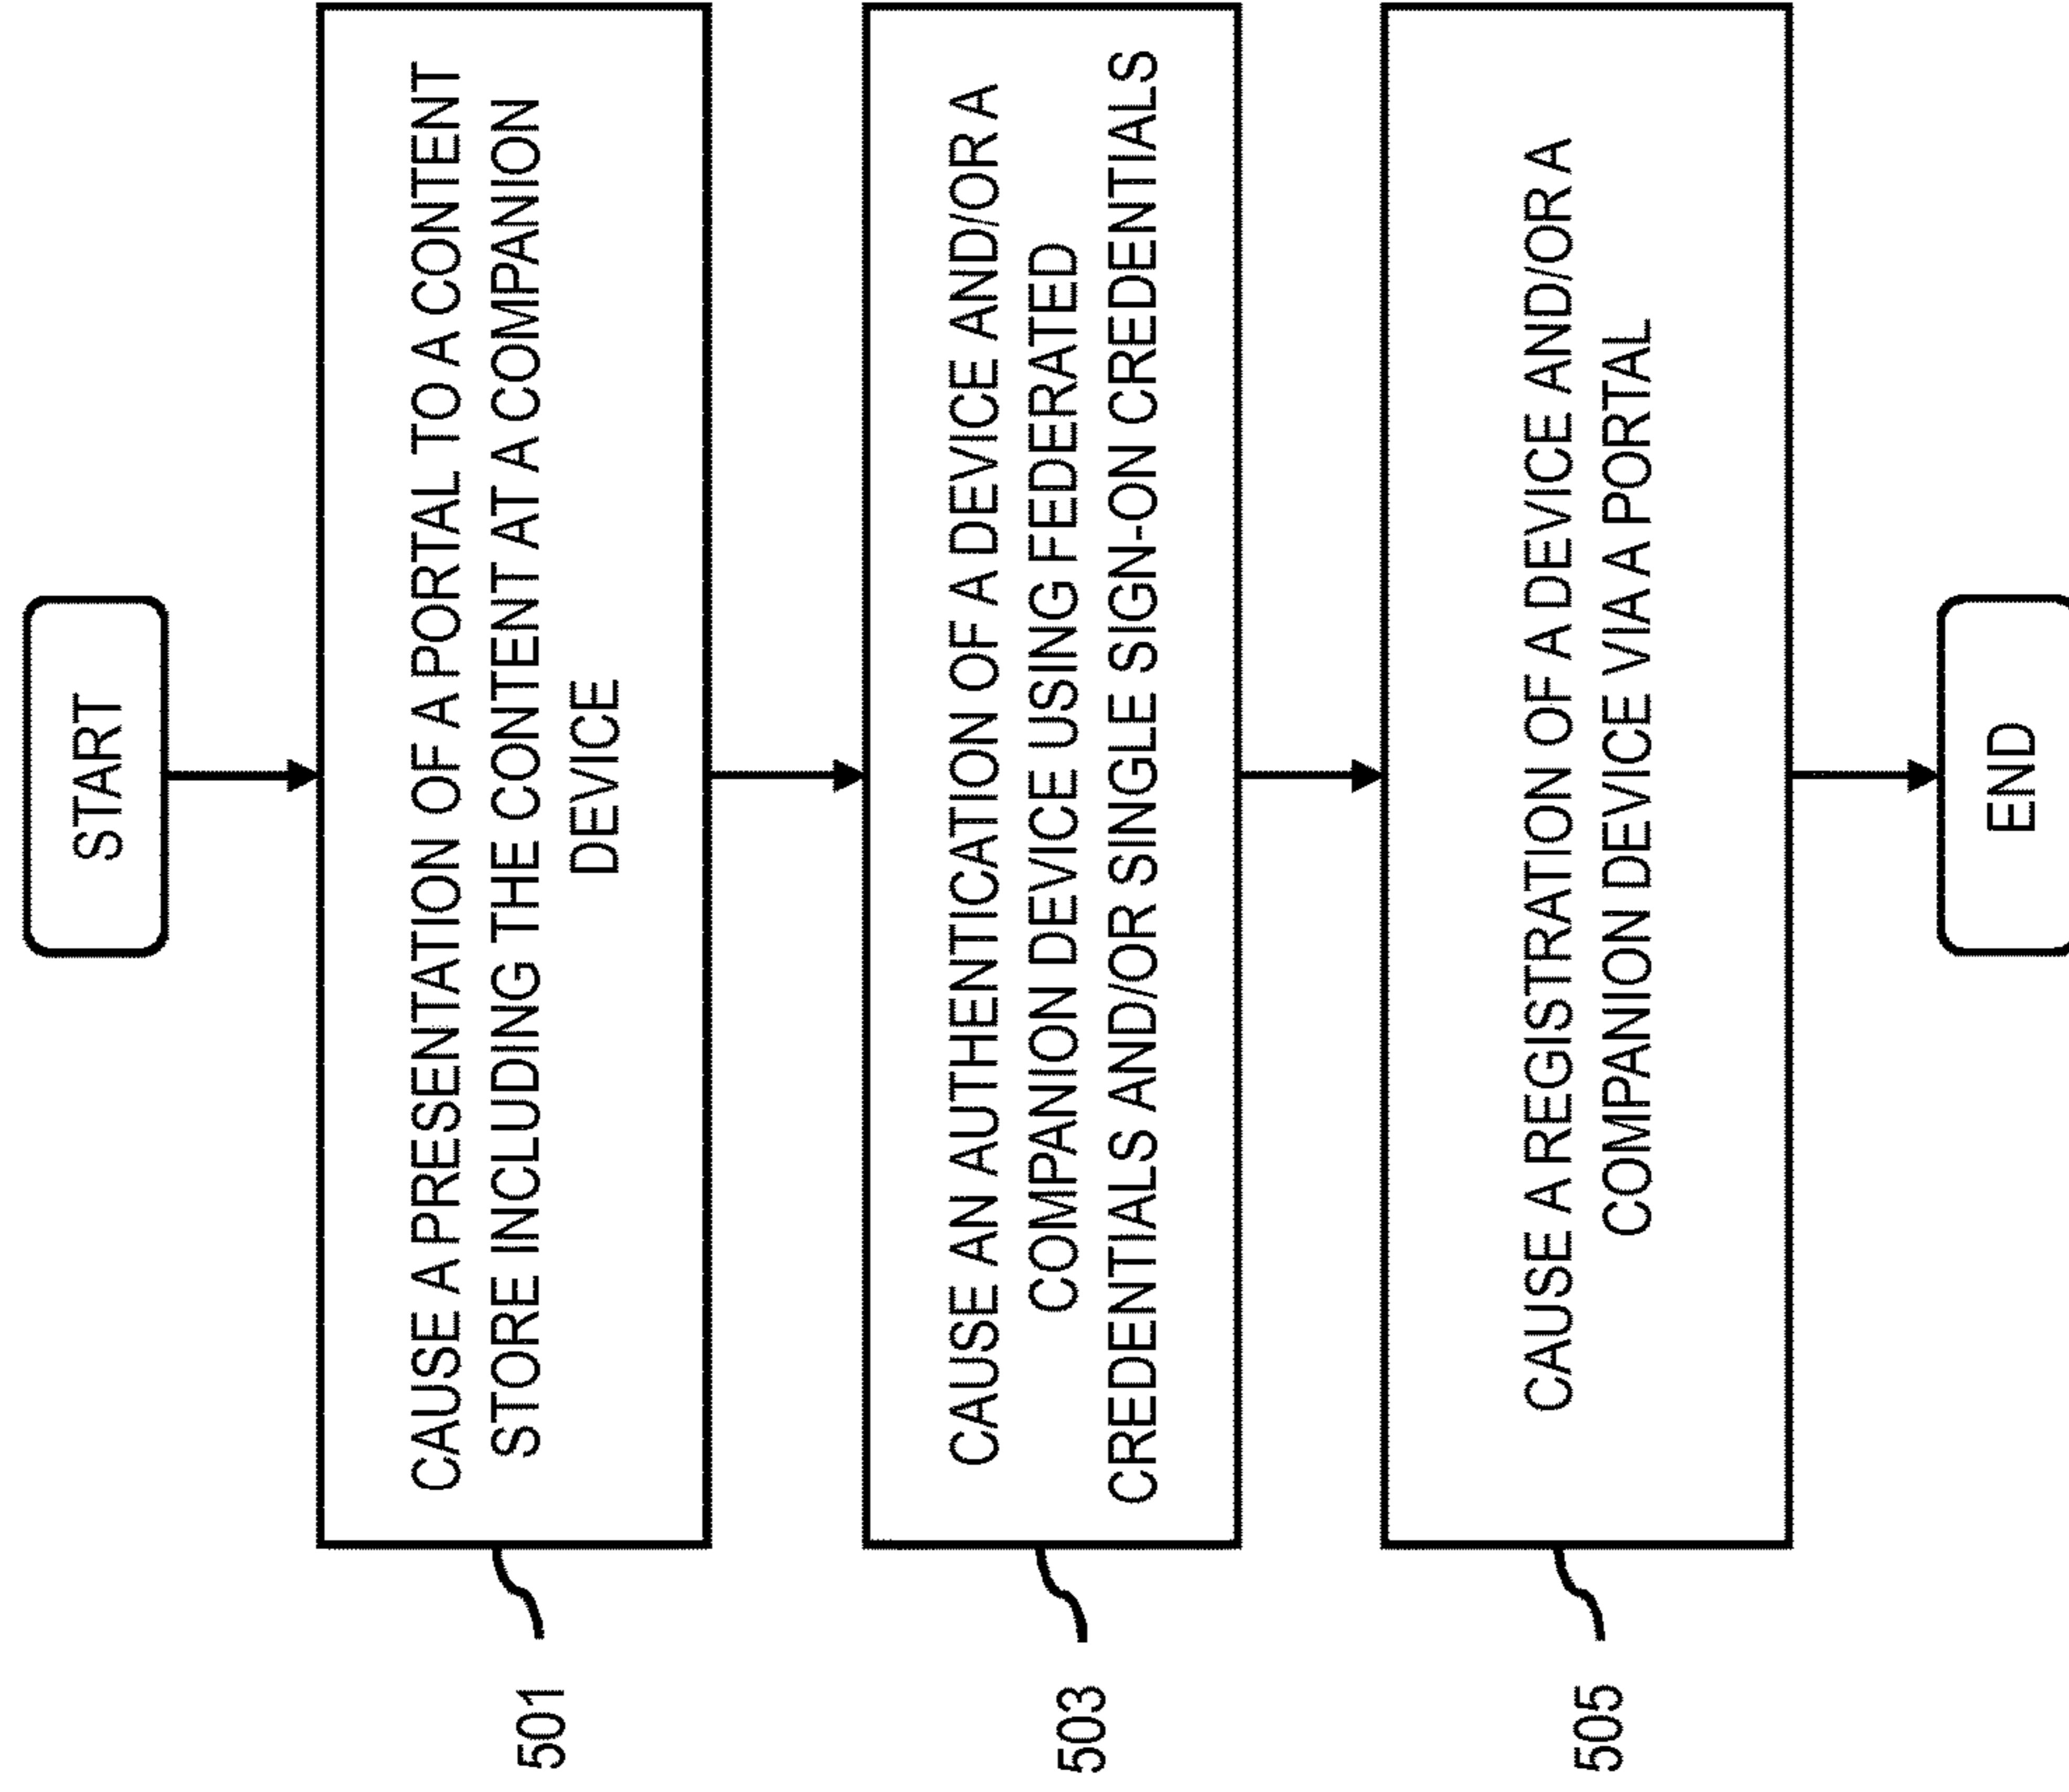 START
CAUSE A PRESENTATION OF A PORTAL TO A CONTENT
STORE INCLUDING THE CONTENT AT A COMPANION
DEVICE
501
CAUSE AN AUTHENTICATION OF A DEVICE AND/OR A
COMPANION DEVICE USING FEDERATED
CREDENTIALS AND/OR SINGLE SIGN-ON CREDENTIALS
503
CAUSE A REGISTRATION OF A DEVICE AND/OR A
COMPANION DEVICE VIA A PORTAL
505
END